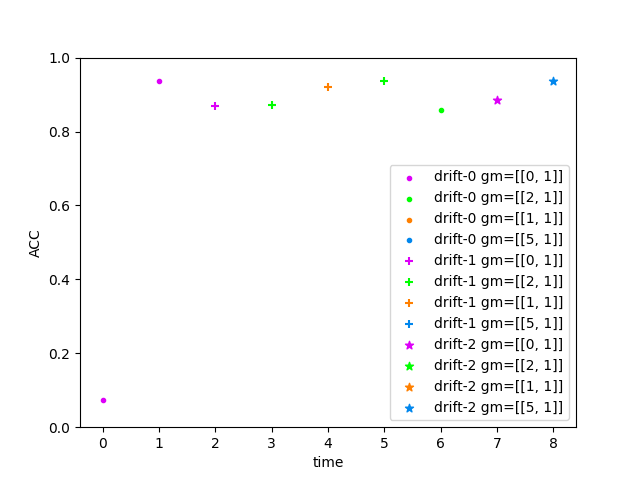 1.0
0.8
0.6
0.4
0.2
0.0
ACC
drift-0 gm=[[0, 1]]
drift-0 gm=[[2, 1]]
drift-0 gm=[[1, 1]]
drift-0 gm=[[5, 1]]
drift-1 gm=[[0, 1]]
drift-1 gm=[[2, 1]]
drift-1 gm=[[1, 1]]
drift-1 gm=[[5, 1]]
drift-2 gm=[[0, 1]]
drift-2 gm=[[2, 1]]
drift-2 gm=[[1, 1]]
drift-2 gm=[[5, 1]]
0 1 2 3 4 5 6 7 8
time